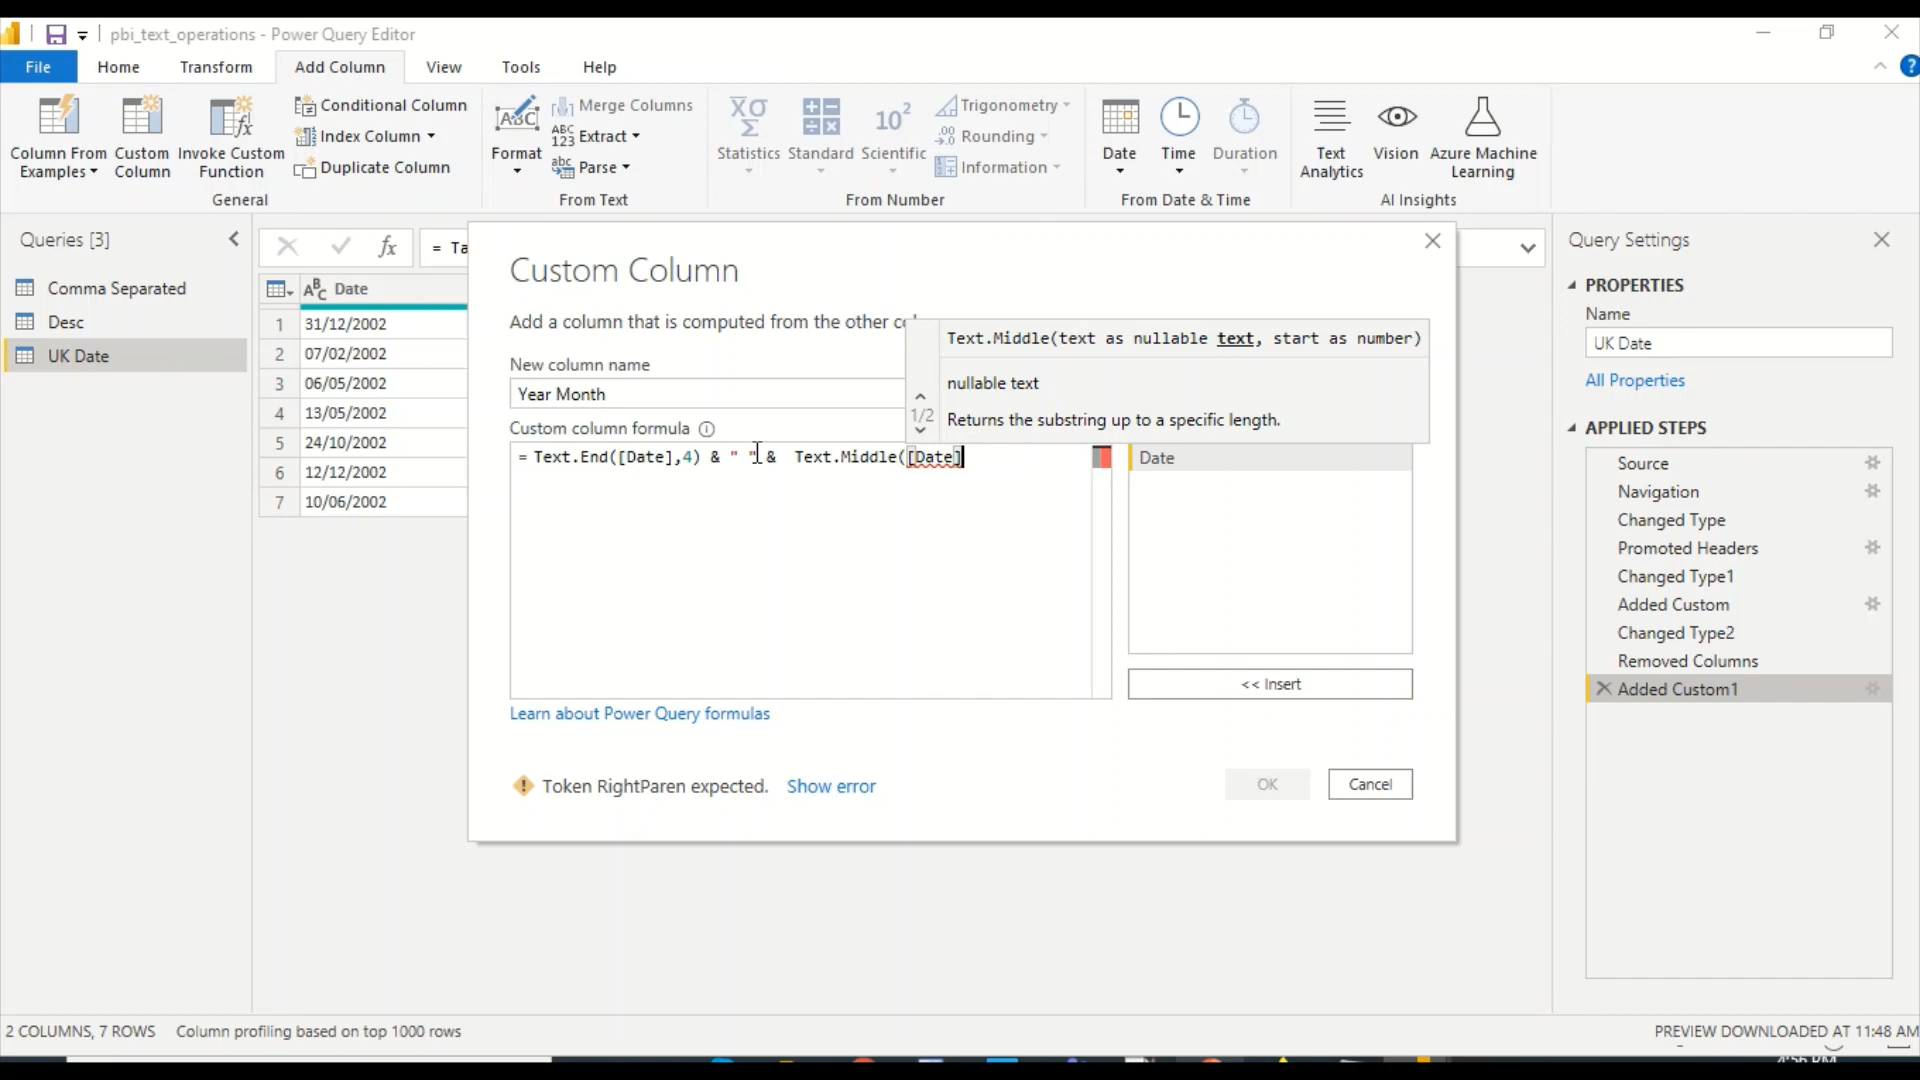 pbi_text_operations - Power Query Editor
File Home Transform Add Column View Tools Help
Column From Examples
Custom Column
Invoke Custom Function
Conditional Column
Index Column
Duplicate Column
General
Format
Merge Columns
Extract
Parse
From Text
Statistics
Standard
Scientific
Trigonometry
Rounding
Information
From Number
Date
Time
Duration
From Date & Time
Text Analytics
Vision
Azure Machine Learning
AI Insights
Queries [3]
Comma Separated
Desc
UK Date
fx
= Ta
Date
1 31/12/2002
2 07/02/2002
3 06/05/2002
4 13/05/2002
5 24/10/2002
6 12/12/2002
7 10/06/2002
Custom Column
Add a column that is computed from the other
New column name
Year Month
Custom column formula
= Text.End([Date],4) & " " & Text.Middle([Date]
Text.Middle(text as nullable text, start as number)
nullable text
1/2
Returns the substring up to a specific length.
Date
<< Insert
Learn about Power Query formulas
Token RightParen expected. Show error
OK
Cancel
Query Settings
PROPERTIES
Name
UK Date
All Properties
APPLIED STEPS
Source
Navigation
Changed Type
Promoted Headers
Changed Type1
Added Custom
Changed Type2
Removed Columns
Added Custom1
2 COLUMNS, 7 ROWS Column profiling based on top 1000 rows
PREVIEW DOWNLOADED AT 11:48 AM